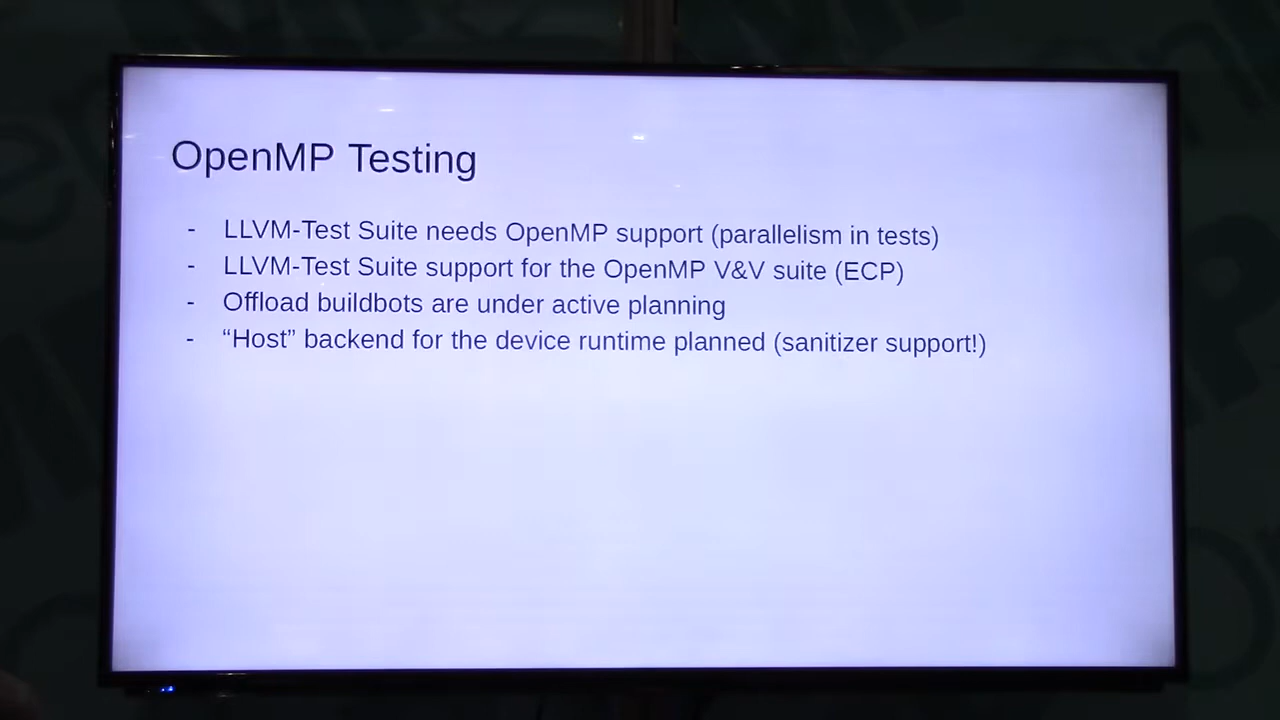 OpenMP Testing
- LLVM-Test Suite needs OpenMP support (parallelism in tests)
- LLVM-Test Suite support for the OpenMP V&V suite (ECP)
- Offload buildbots are under active planning
- “Host” backend for the device runtime planned (sanitizer support!)